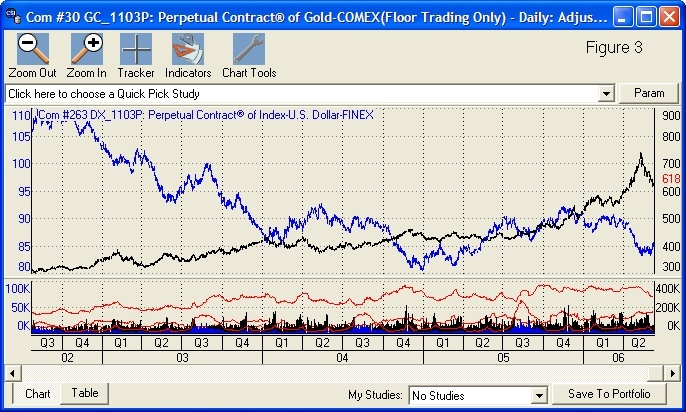 CSI Com #30 GC_1103P: Perpetual Contract® of Gold-COMEX(Floor Trading Only) - Daily: Adjus...
Zoom Out Zoom In Tracker Indicators Chart Tools
Figure 3
Click here to choose a Quick Pick Study Param
Com #263 DX_1103P: Perpetual Contract® of Index-U.S. Dollar-FINEX
110 900
105 800
100 700
618
95 600
90 500
85 400
80 300
100K 400K
50K 200K
0K 0K
Q3 Q4 Q1 Q2 Q3 Q4 Q1 Q2 Q3 Q4 Q1 Q2 Q3 Q4 Q1 Q2
02 03 04 05 06
Chart Table My Studies: No Studies Save To Portfolio